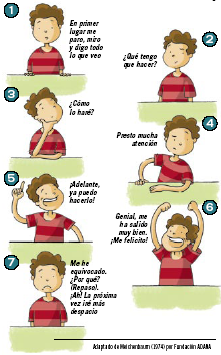 1
En primer
lugar me
paro, miro
y digo todo
lo que veo
2
¿Qué tengo
que hacer?
3
¿Cómo
lo haré?
4
Presto mucha
atención
5
¡Adelante,
ya puedo
hacerlo!
6
Genial, me
ha salido
muy bien.
¡Me felicito!
7
Me he
equivocado.
¿Por qué?
(Repaso).
¡Ah! La próxima
vez iré más
despacio
Adaptado de Meichenbaum (1974) por Fundación ADANA